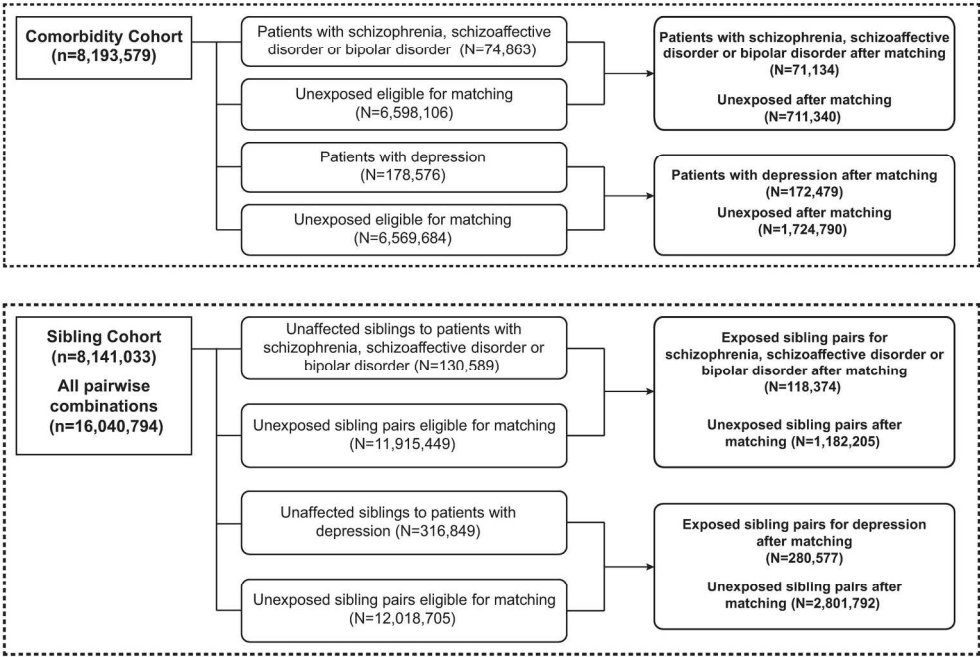 Comorbidity Cohort
(n=8,193,579)
Patients with schizophrenia, schizoaffective
disorder or bipolar disorder (N=74,863)
Unexposed eligible for matching
(N=6,598,106)
Patients with depression
(N=178,576)
Unexposed eligible for matching
(N=6,569,684)
Patients with schizophrenia, schizoaffective
disorder or bipolar disorder after matching
(N=71,134)
Unexposed after matching
(N=711,340)
Patients with depression after matching
(N=172,479)
Unexposed after matching
(N=1,724,790)
Sibling Cohort
(n=8,141,033)
All pairwise
combinations
(n=16,040,794)
Unaffected siblings to patients with
schizophrenia, schizoaffective disorder or
bipolar disorder (N=130,589)
Unexposed sibling pairs eligible for matching
(N=11,915,449)
Unaffected siblings to patients with
depression (N=316,849)
Unexposed sibling pairs eligible for matching
(N=12,018,705)
Exposed sibling pairs for
schizophrenia, schizoaffective disorder or
bipolar disorder after matching
(N=118,374)
Unexposed sibling pairs after
matching (N=1,182,205)
Exposed sibling pairs for depression
after matching
(N=280,577)
Unexposed sibling pairs after
matching (N=2,801,792)